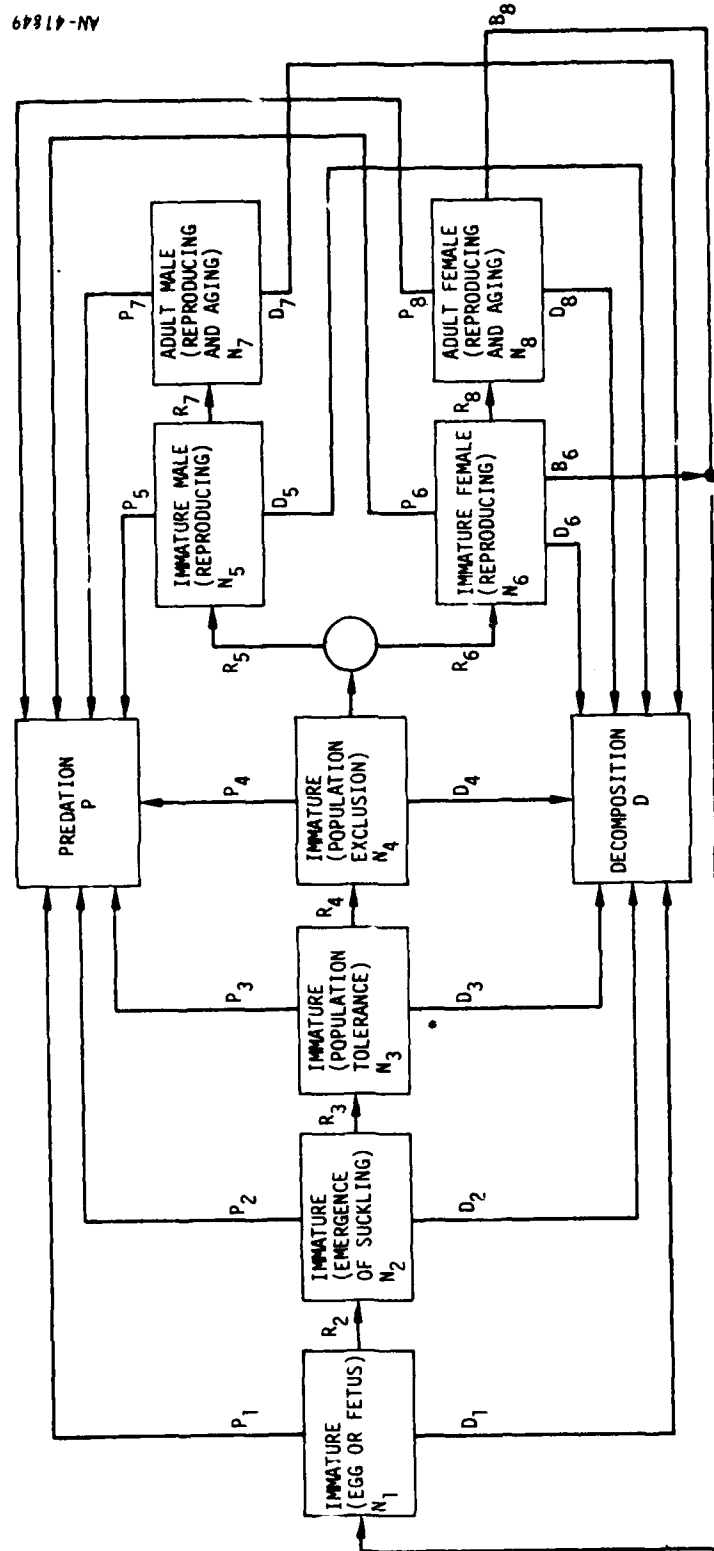 AN-41849
PREDATION
P
P1
P2
P3
P4
P5
P6
P7
P8
IMMATURE
(EGG OR FETUS)
N1
R2
IMMATURE
(EMERGENCE
OF SUCKLING)
N2
R3
IMMATURE
(POPULATION
TOLERANCE)
N3
R4
IMMATURE
(POPULATION
EXCLUSION)
N4
R5
R6
IMMATURE MALE
(REPRODUCING)
N5
R7
ADULT MALE
(REPRODUCING
AND AGING)
N7
IMMATURE FEMALE
(REPRODUCING)
N6
R8
ADULT FEMALE
(REPRODUCING
AND AGING)
N8
B6
B8
D1
D2
D3
D4
D5
D6
D7
D8
DECOMPOSITION
D